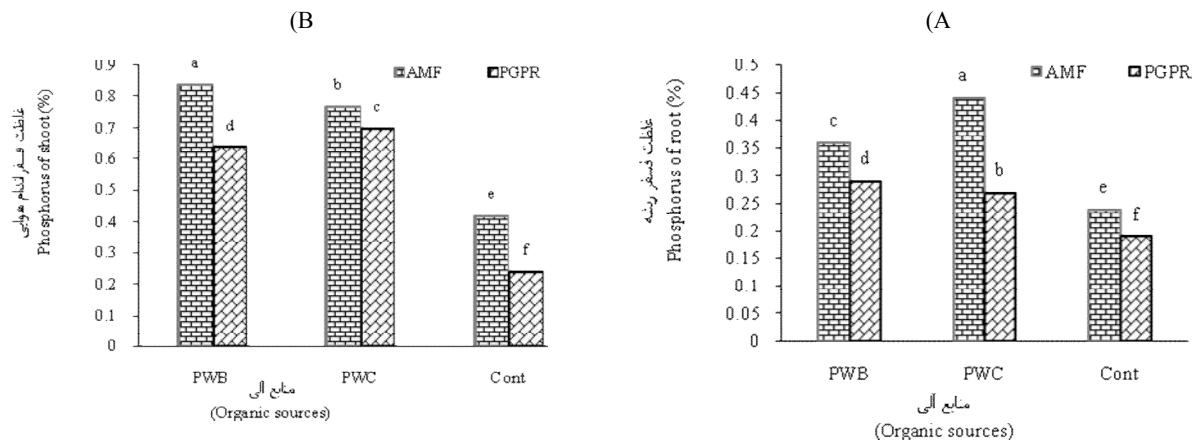 (B
0.9
0.8
0.7
0.6
0.5
0.4
0.3
0.2
0.1
0
غلظت فسفر اندام هوایی
Phosphorus of shoot (%)
AMF PGPR
a
d
b
c
e
f
PWB PWC Cont
منابع آلی
(Organic sources)
(A
0.5
0.45
0.4
0.35
0.3
0.25
0.2
0.15
0.1
0.05
0
غلظت فسفر ریشه
Phosphorus of root (%)
AMF PGPR
c
d
a
b
e
f
PWB PWC Cont
منابع آلی
(Organic sources)